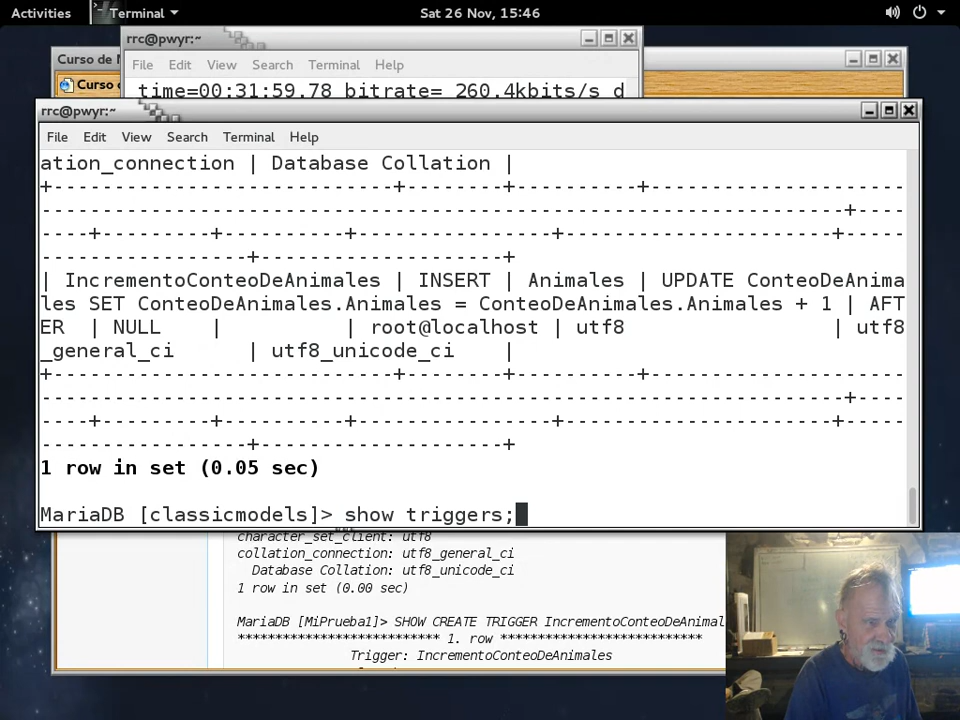 Activities
Terminal
Sat 26 Nov, 15:46
rrc@pwyr:~
Curso de
File Edit View Search Terminal Help
Curso
time=00:31:59.78 bitrate= 260.4kbits/s d
rrc@pwyr:~
File Edit View Search Terminal Help
ation_connection | Database Collation |
+----------------------------+--------+----------+---------------------
------------------------------------------------------------------+----
----+---------+----------+----------------+----------------------+-----
-----------------+--------------------+
| IncrementoConteoDeAnimales | INSERT | Animales | UPDATE ConteoDeAnima
les SET ConteoDeAnimales.Animales = ConteoDeAnimales.Animales + 1 | AFT
ER  | NULL    |          | root@localhost | utf8                 | utf8
_general_ci      | utf8_unicode_ci    |
+----------------------------+--------+----------+---------------------
------------------------------------------------------------------+----
----+---------+----------+----------------+----------------------+-----
-----------------+--------------------+
1 row in set (0.05 sec)
MariaDB [classicmodels]> show triggers;
character_set_client: utf8
collation_connection: utf8_general_ci
Database Collation: utf8_unicode_ci
1 row in set (0.00 sec)
MariaDB [MiPrueba1]> SHOW CREATE TRIGGER IncrementoConteoDeAnimal
*************************** 1. row ***************************
Trigger: IncrementoConteoDeAnimales